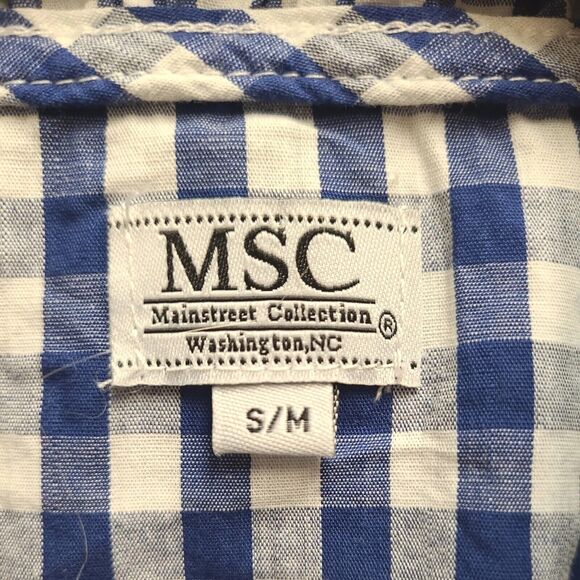 MSC
Mainstreet Collection ®
Washington,NC
S/M